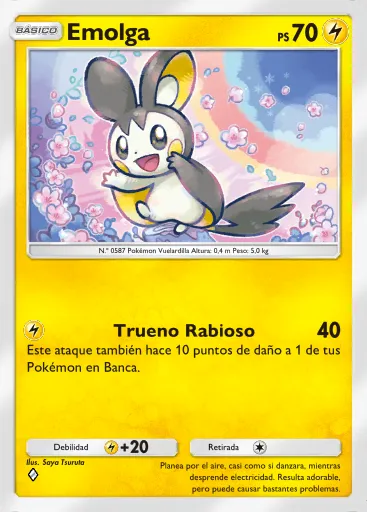 BÁSICO Emolga PS 70
N.º 0587 Pokémon Vuelardilla Altura: 0,4 m Peso: 5,0 kg
Trueno Rabioso 40
Este ataque también hace 10 puntos de daño a 1 de tus
Pokémon en Banca.
Debilidad +20 Retirada
Ilus. Saya Tsuruta
Planea por el aire, casi como si danzara, mientras
desprende electricidad. Resulta adorable,
pero puede causar bastantes problemas.